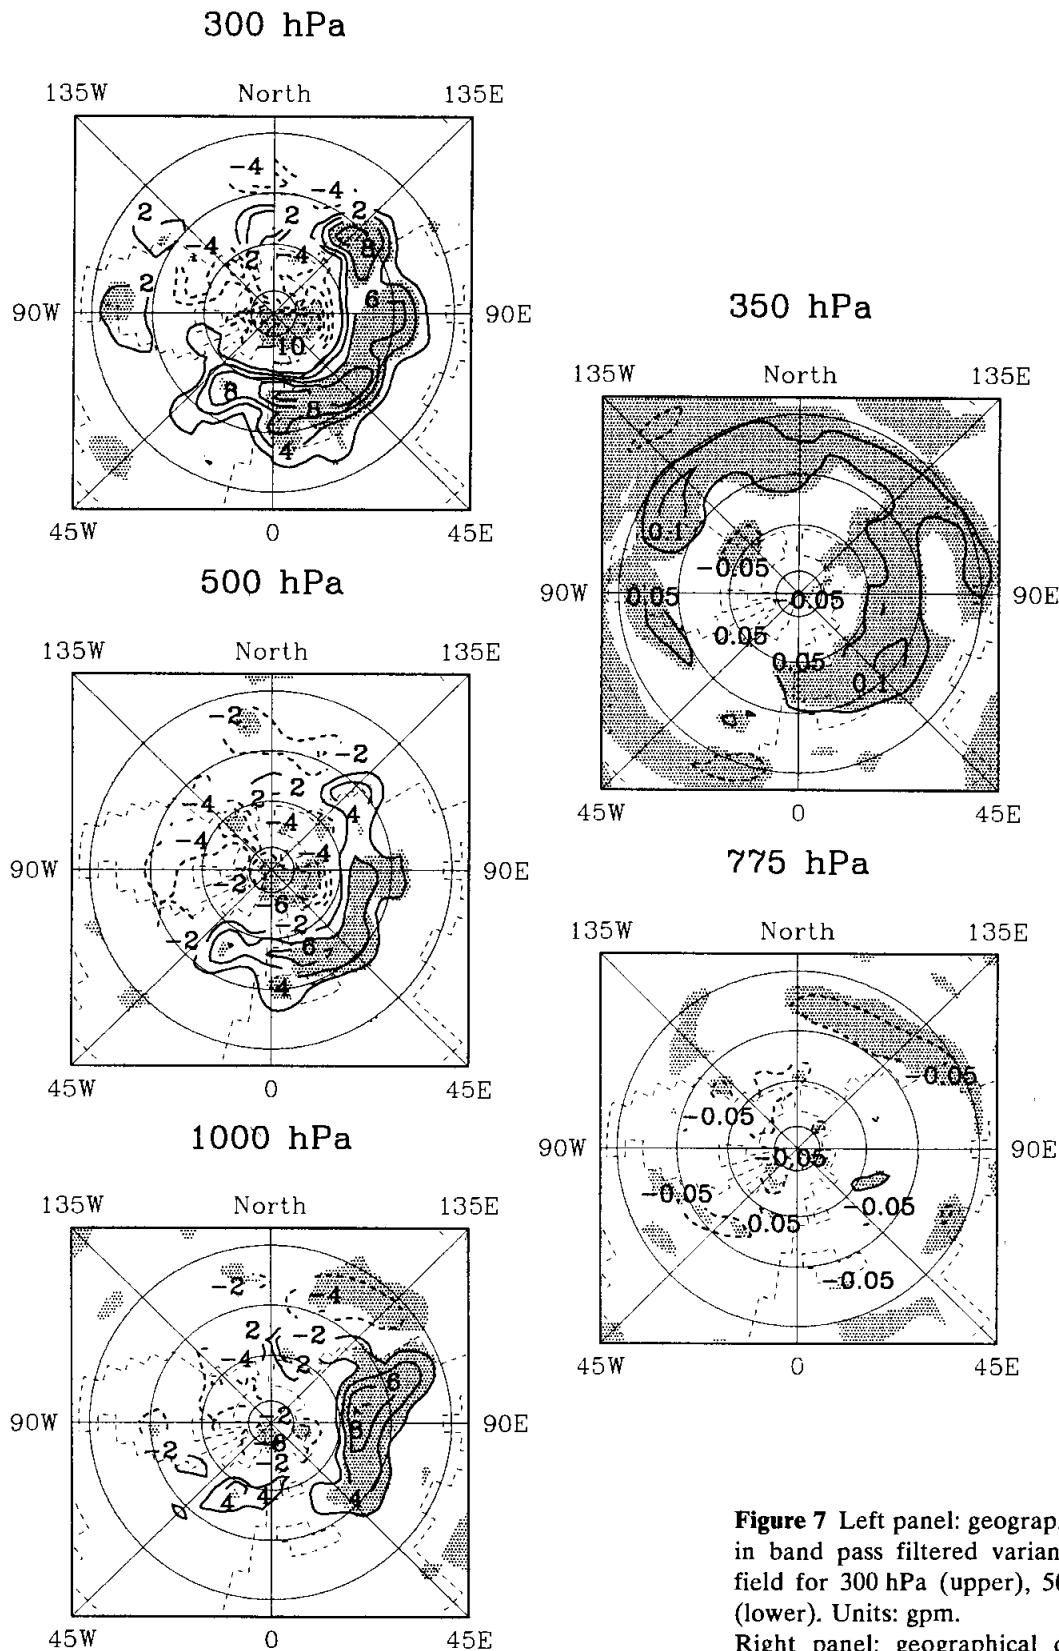 300 hPa
135W North 135E
-4 -4
2 2 2
-4 2 -4 8
2 6
90W 90E
-10
8 8
4
45W 0 45E
500 hPa
135W North 135E
-2 -2
2 -2
-4 -4 4
-4 -4
90W 90E
-2 -6
-2 -2 6
4
45W 0 45E
1000 hPa
135W North 135E
-2 -4
2 -2
-4 2 6
90W -2 8 90E
-2
-2
4 4 4
45W 0 45E
350 hPa
135W North 135E
0.1
-0.05
90W 0.05 -0.05 90E
0.05 0.05
0.1
45W 0 45E
775 hPa
135W North 135E
-0.05
-0.05
90W -0.05 90E
-0.05 0.05 -0.05
-0.05
45W 0 45E
Figure 7 Left panel: geograp
in band pass filtered varian
field for 300 hPa (upper), 50
(lower). Units: gpm.
Right panel: geographical d